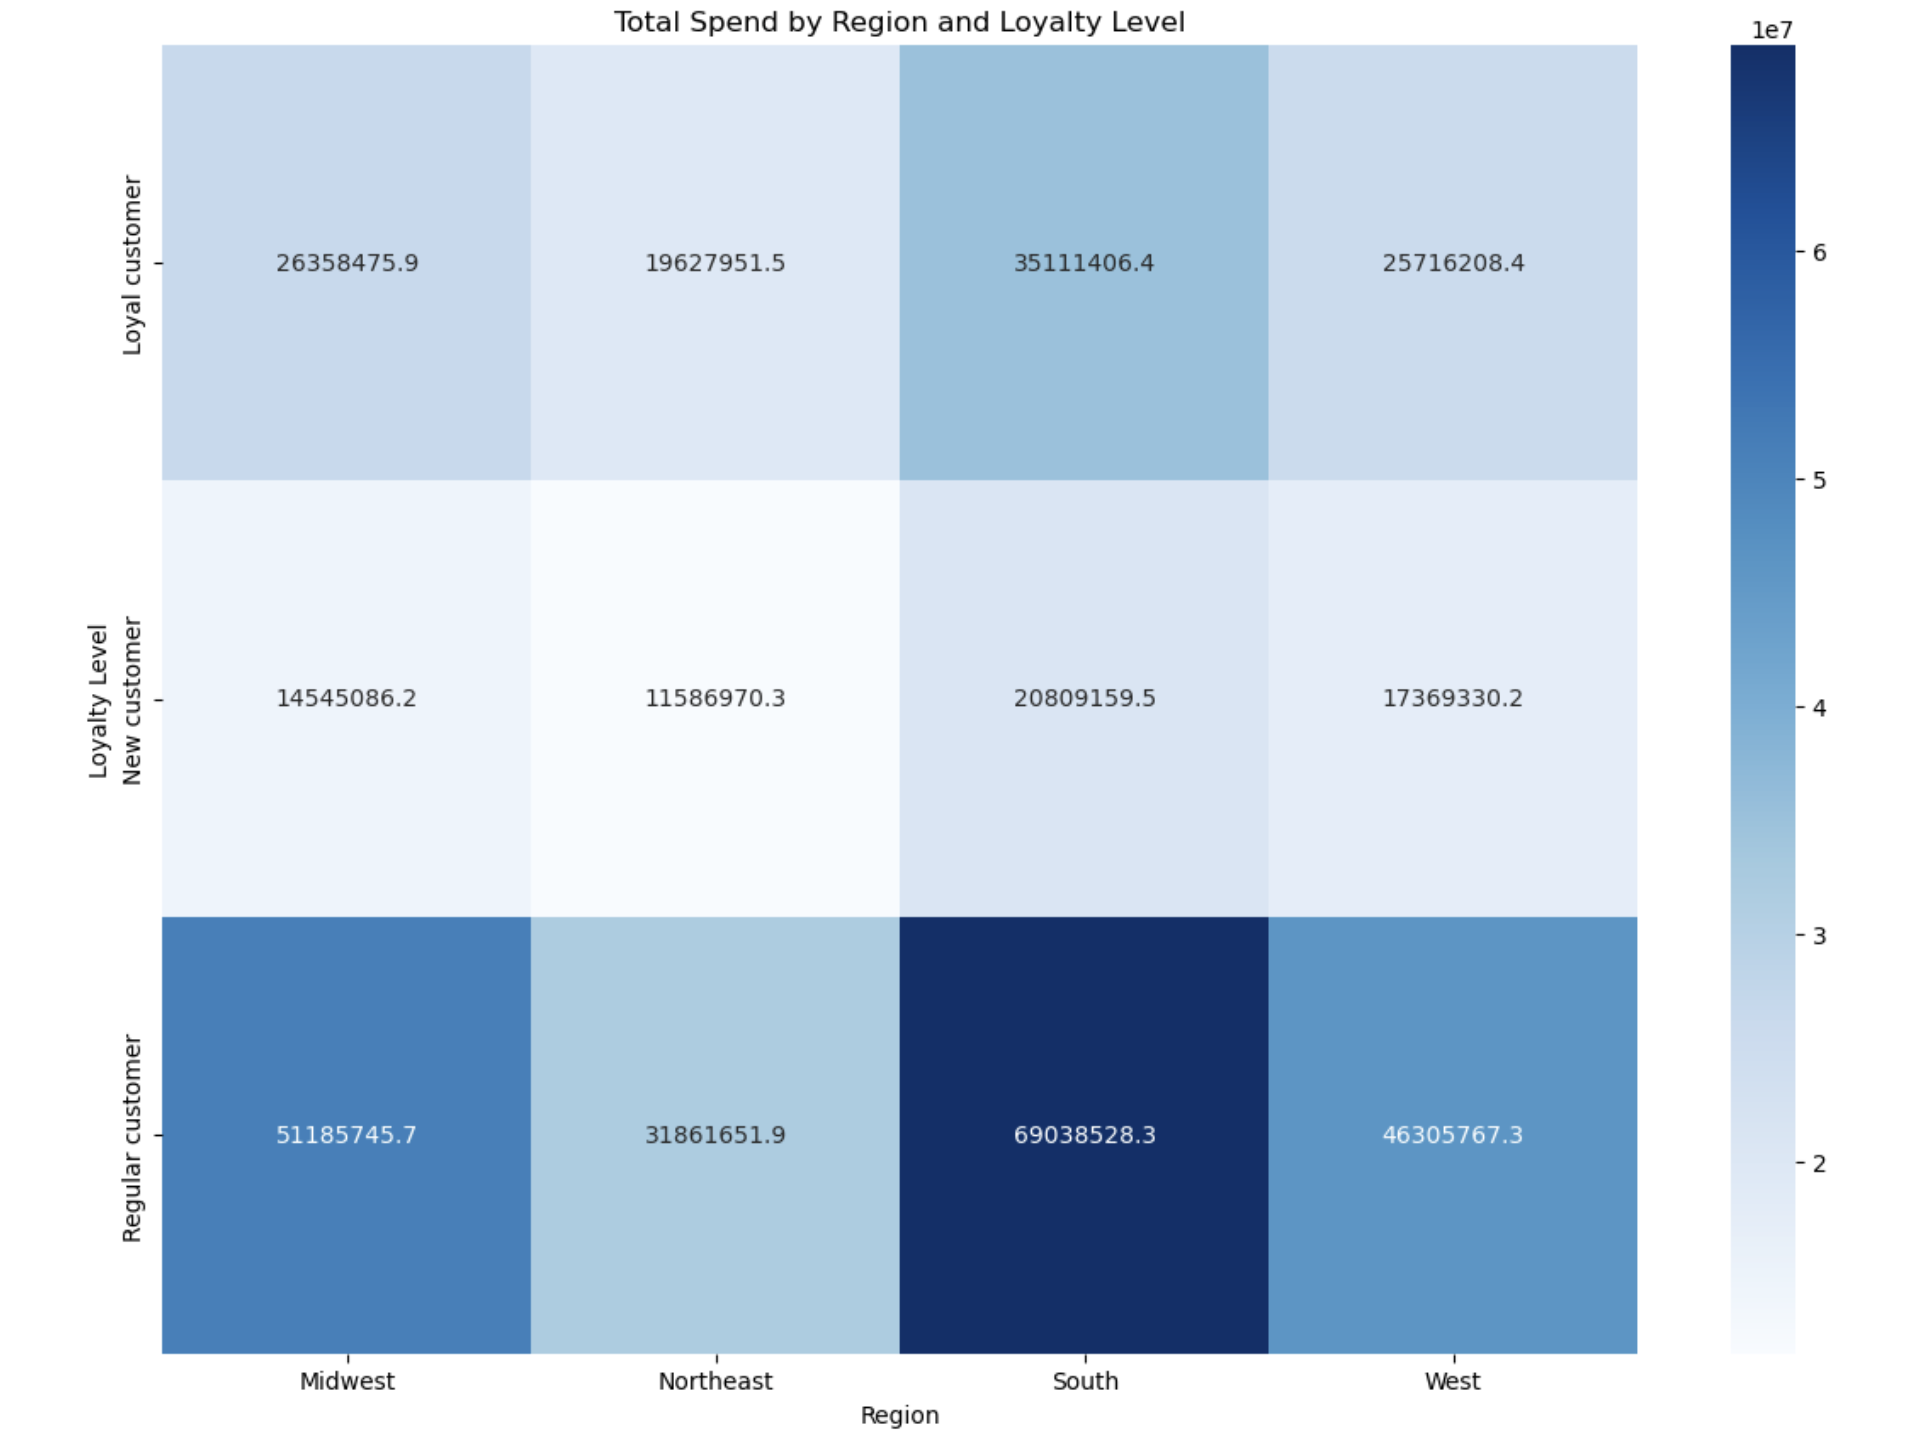 Total Spend by Region and Loyalty Level
1e7
Loyalty Level
Loyal customer
26358475.9 19627951.5 35111406.4 25716208.4
New customer
14545086.2 11586970.3 20809159.5 17369330.2
Regular customer
51185745.7 31861651.9 69038528.3 46305767.3
Midwest Northeast South West
Region
6
5
4
3
2